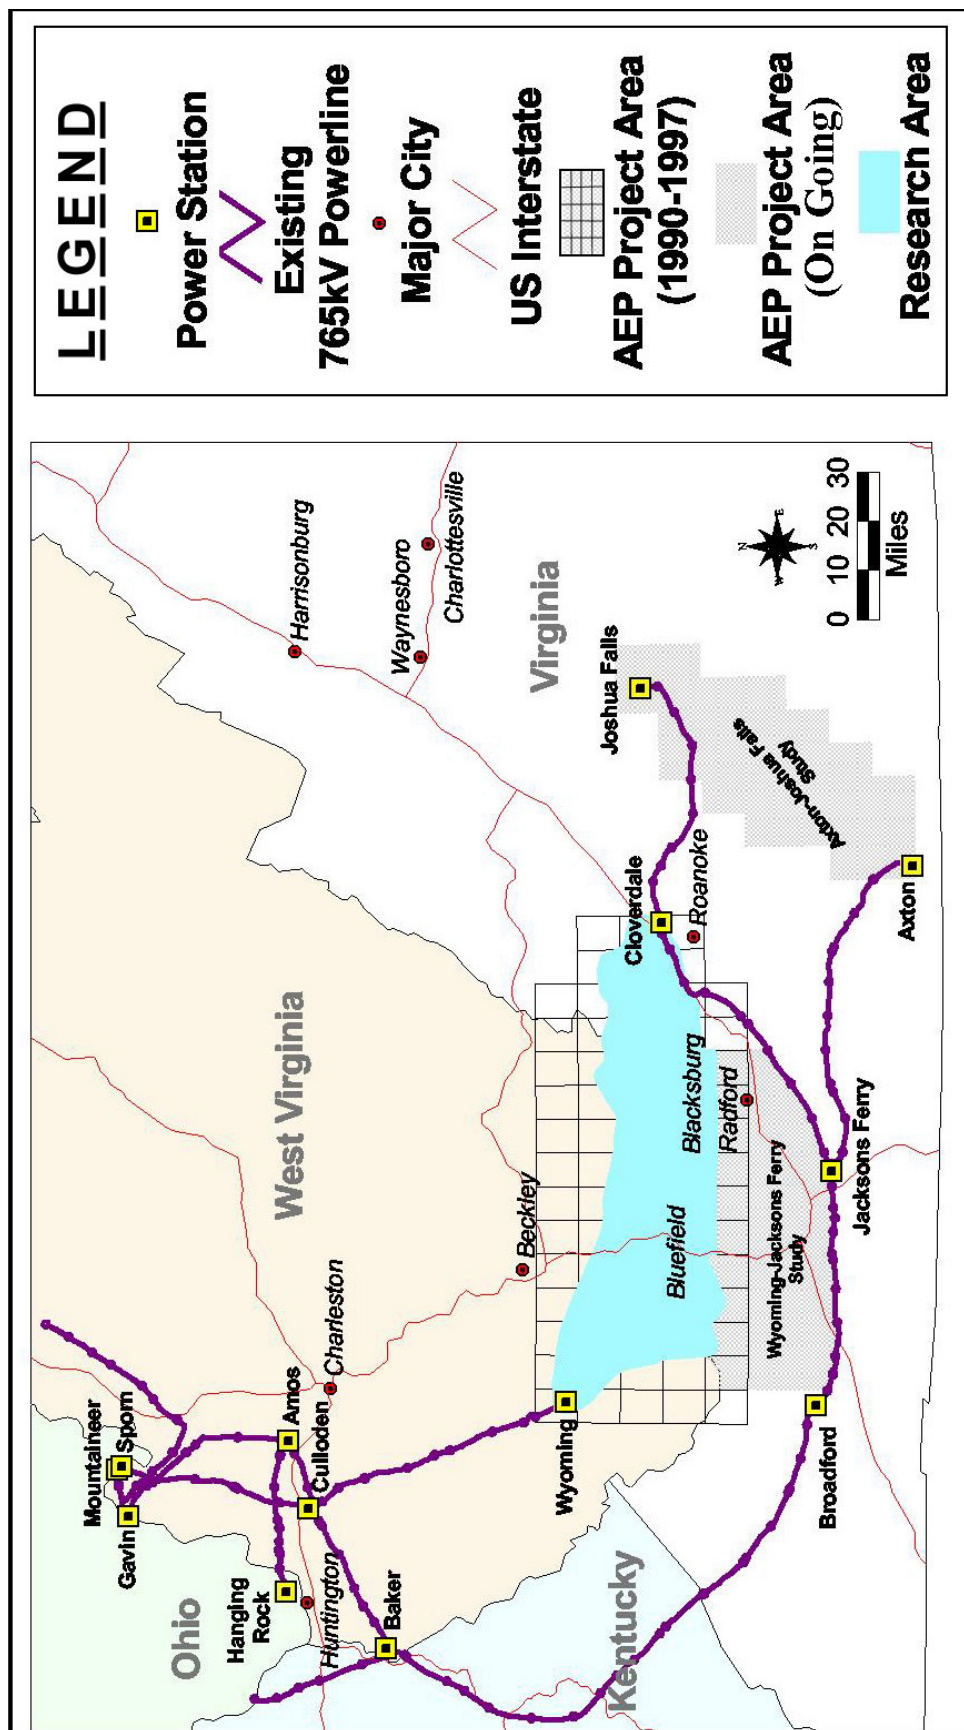 LEGEND
Power Station
Existing
765kV Powerline
Major City
US Interstate
AEP Project Area
(1990-1997)
AEP Project Area
(On Going)
Research Area
Ohio
Mountaineer
Sporn
Gavin
Hanging
Rock
Huntington
Amos
Culloden
Charleston
Baker
West Virginia
Harrisonburg
Waynesboro
Charlottesville
Virginia
Beckley
Wyoming
Kentucky
Bluefield
Blacksburg
Radford
Cloverdale
Roanoke
Joshua Falls
Axton-Joshua Falls
Study
Wyoming-Jacksons Ferry
Study
Broadford
Jacksons Ferry
Axton
N
W
E
S
0 10 20 30
Miles